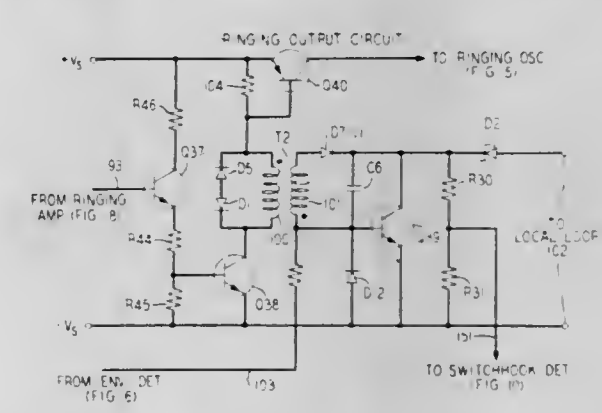 RINGING OUTPUT CIRCUIT
+ VS
TO RINGING OSC
(FIG 5)
104
Q40
R46
T2
D2
93
Q37
D5
C6
R30
FROM RINGING
AMP (FIG 8)
101
TO
LOCAL LOOP
102
R44
R45
Q38
R31
VS
151
FROM ENV DET
(FIG 6)
103
TO SWITCHHOOK DET
(FIG 10)